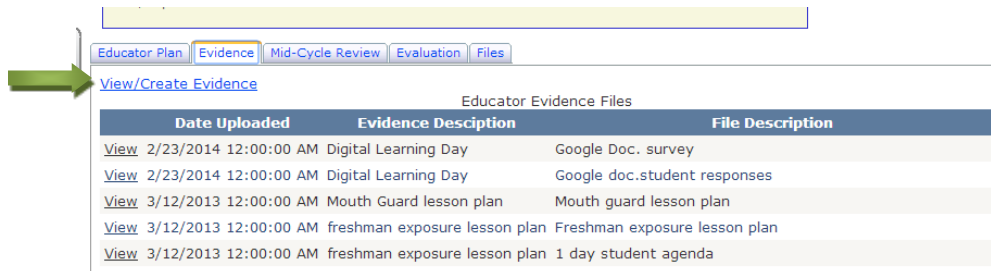 Educator Plan Evidence Mid-Cycle Review Evaluation Files
View/Create Evidence
Educator Evidence Files
Date Uploaded Evidence Desciption File Description
View 2/23/2014 12:00:00 AM Digital Learning Day Google Doc. survey
View 2/23/2014 12:00:00 AM Digital Learning Day Google doc.student responses
View 3/12/2013 12:00:00 AM Mouth Guard lesson plan Mouth guard lesson plan
View 3/12/2013 12:00:00 AM freshman exposure lesson plan Freshman exposure lesson plan
View 3/12/2013 12:00:00 AM freshman exposure lesson plan 1 day student agenda